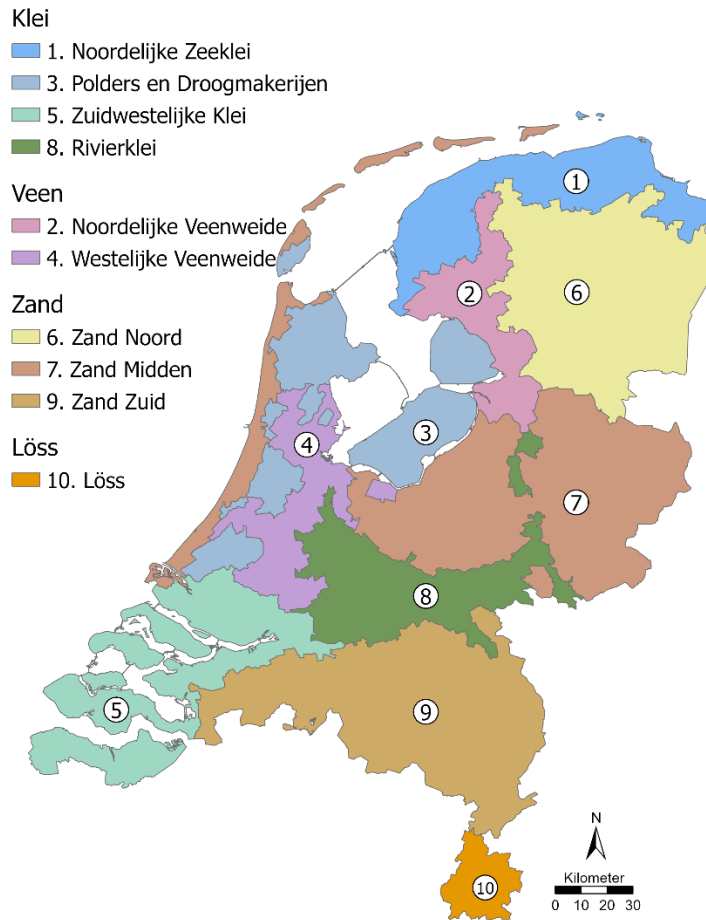 Klei
1. Noordelijke Zeeklei
3. Polders en Droogmakerijen
5. Zuidwestelijke Klei
8. Rivierklei
Veen
2. Noordelijke Veenweide
4. Westelijke Veenweide
Zand
6. Zand Noord
7. Zand Midden
9. Zand Zuid
Löss
10. Löss
1
2
6
3
4
7
8
5
9
10
N
Kilometer
0 10 20 30